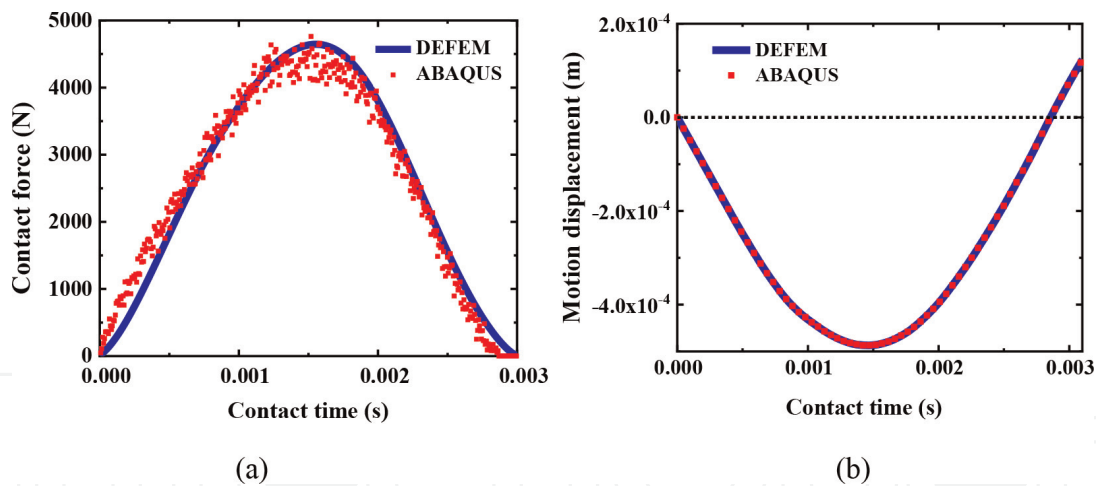 5000
4000
3000
2000
1000
0
0.000 0.001 0.002 0.003
Contact force (N)
Contact time (s)
DEFEM
ABAQUS
(a)
2.0x10⁻⁴
0.0
-2.0x10⁻⁴
-4.0x10⁻⁴
0.000 0.001 0.002 0.003
Motion displacement (m)
Contact time (s)
DEFEM
ABAQUS
(b)